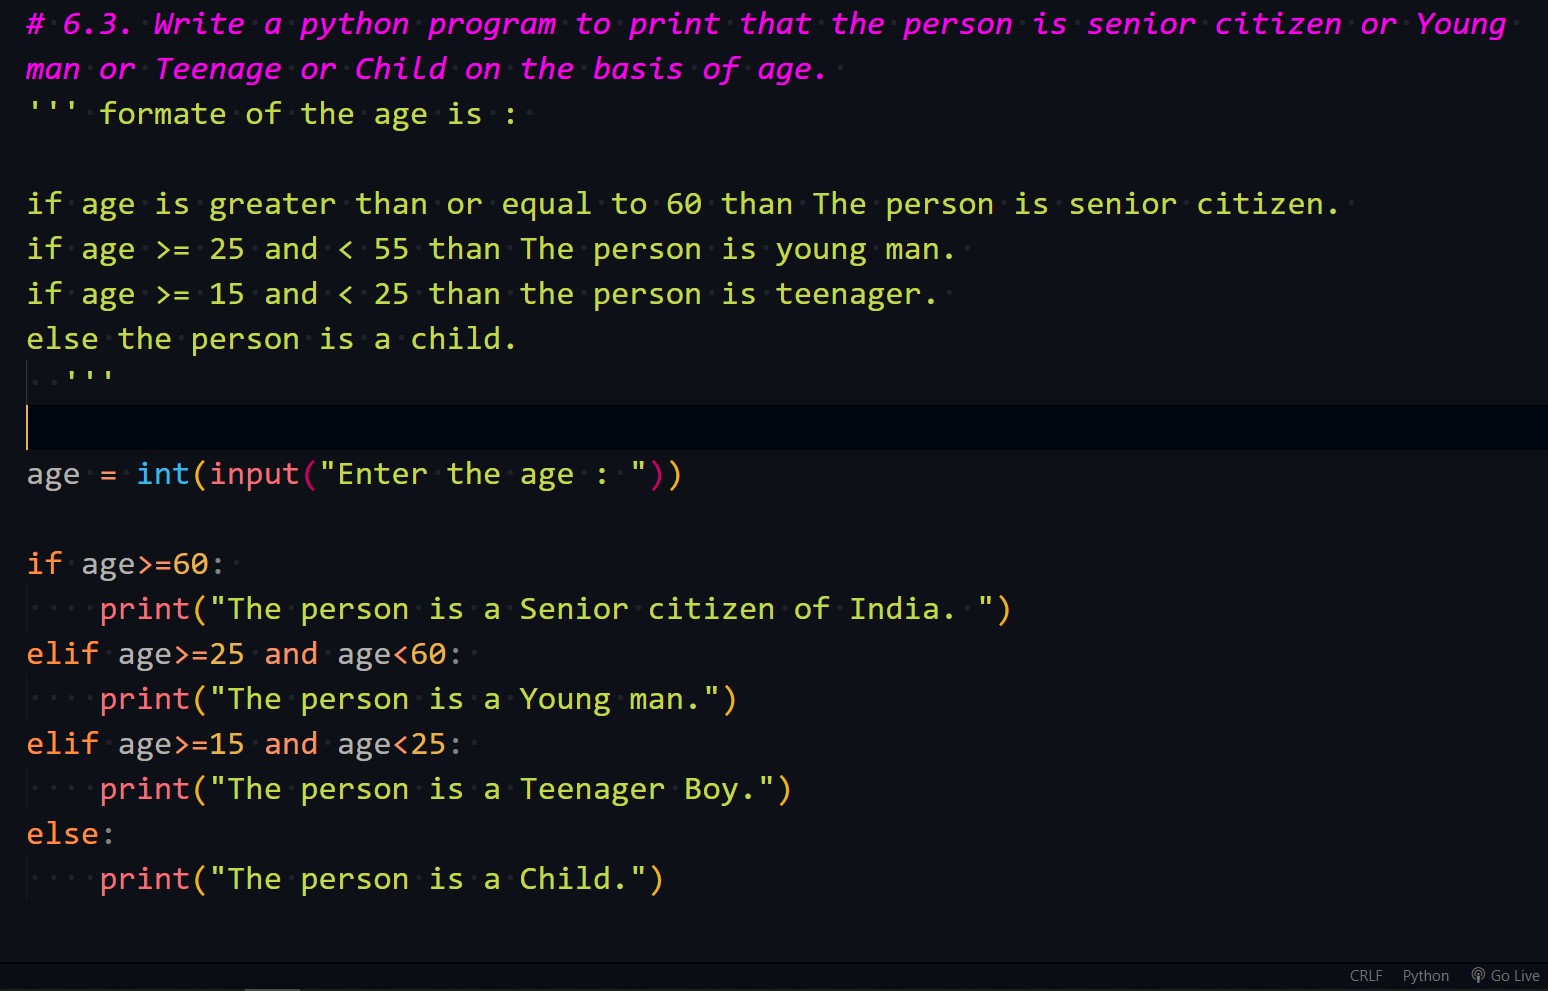 # 6.3. Write a python program to print that the person is senior citizen or Young
man or Teenage or Child on the basis of age.
''' formate of the age is :
if age is greater than or equal to 60 than The person is senior citizen.
if age >= 25 and < 55 than The person is young man.
if age >= 15 and < 25 than the person is teenager.
else the person is a child.
  '''
age = int(input("Enter the age : "))
if age>=60:
    print("The person is a Senior citizen of India. ")
elif age>=25 and age<60:
    print("The person is a Young man.")
elif age>=15 and age<25:
    print("The person is a Teenager Boy.")
else:
    print("The person is a Child.")
CRLF Python Go Live